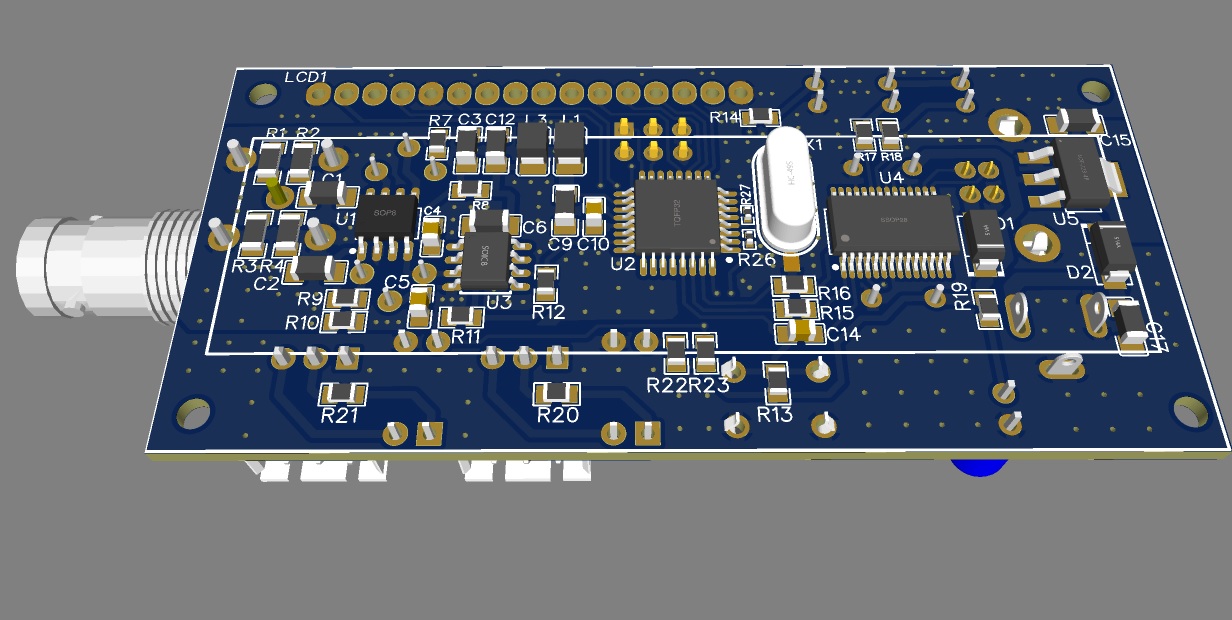 LCD1
R14
C15
R7 C3 C12 L3 L1
R1 R2
X1
R17 R18
C1
U4
R27
R8
U1
SOP8
C4
TQFP32
HC-49S
SSOP28
U5
D1
C6
C9 C10
R3 R4
C2
SOIC8
U2
R26
D2
C5
U3
R9
R12
R16
R19
R10
R11
R15
C14
R22 R23
R21
R20
R13